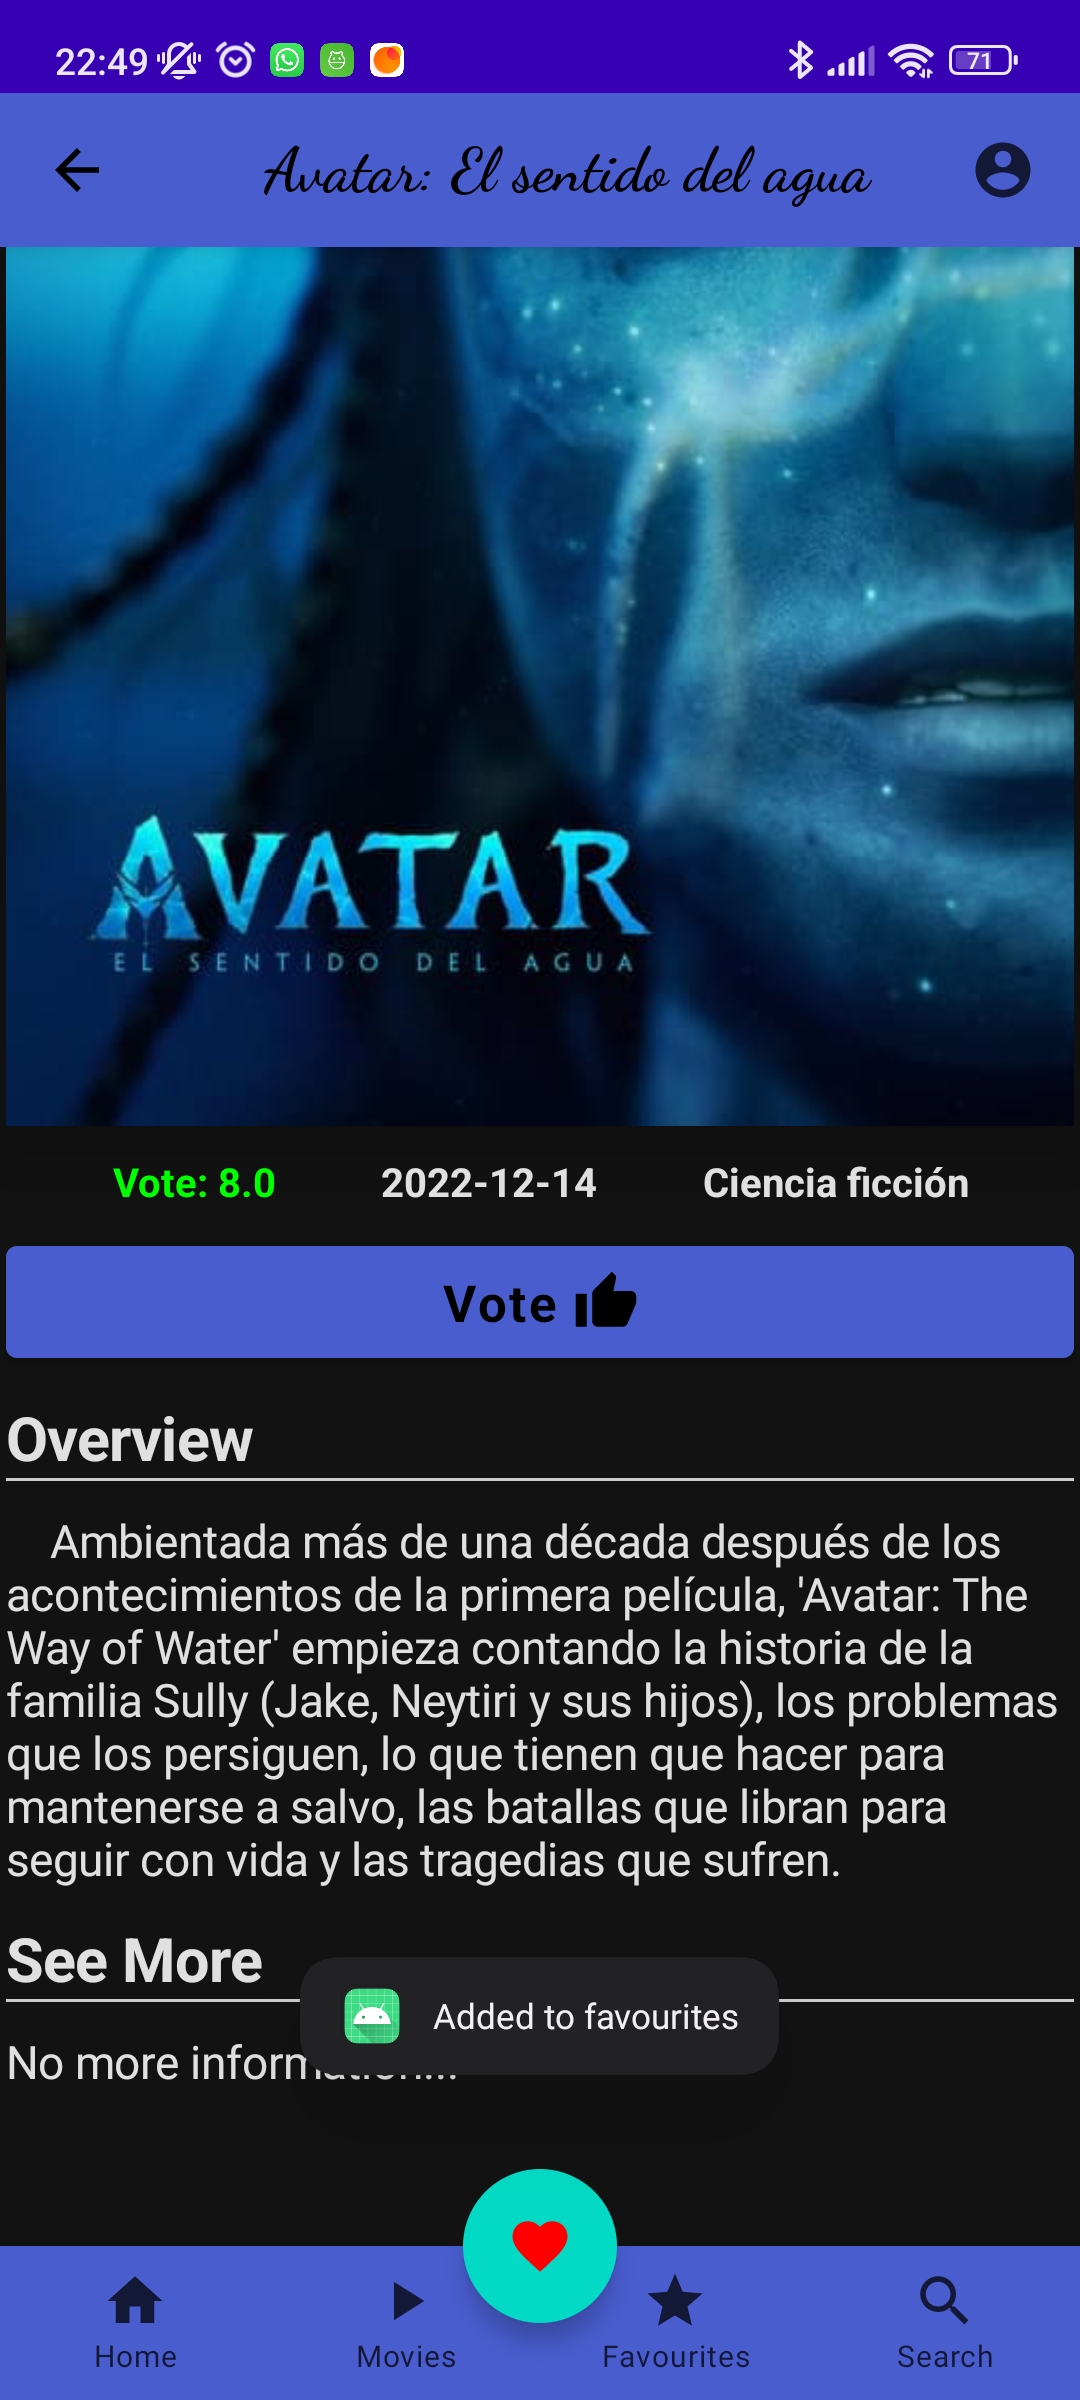 22:49
71
Avatar: El sentido del agua
AVATAR
EL SENTIDO DEL AGUA
Vote: 8.0 2022-12-14 Ciencia ficción
Vote
Overview
Ambientada más de una década después de los
acontecimientos de la primera película, 'Avatar: The
Way of Water' empieza contando la historia de la
familia Sully (Jake, Neytiri y sus hijos), los problemas
que los persiguen, lo que tienen que hacer para
mantenerse a salvo, las batallas que libran para
seguir con vida y las tragedias que sufren.
See More
Added to favourites
No more information...
Home Movies Favourites Search